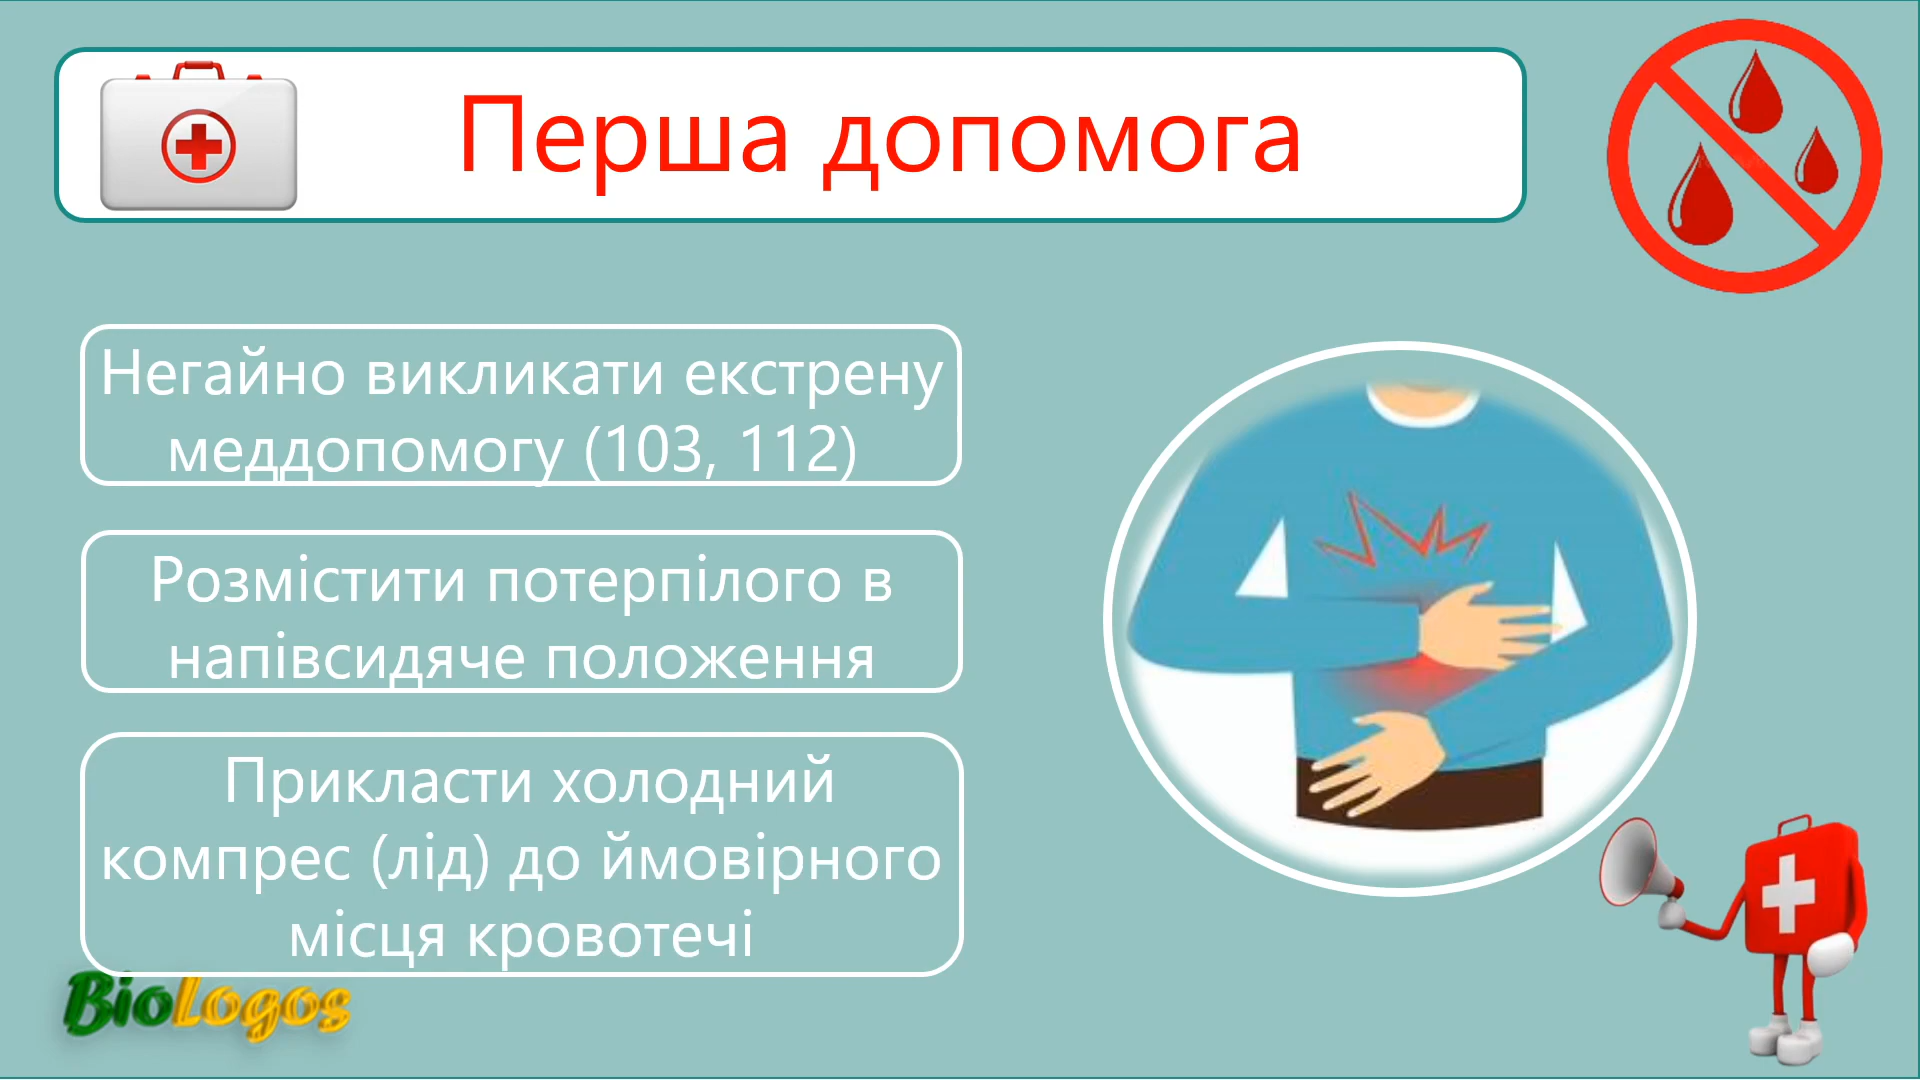 Перша допомога
Негайно викликати екстрену
меддопомогу (103, 112)
Розмістити потерпілого в
напівсидяче положення
Прикласти холодний
компрес (лід) до ймовірного
місця кровотечі
BioLogos